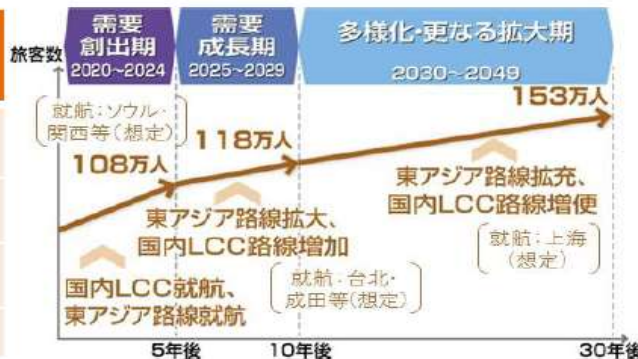 需要
創出期
2020～2024
需要
成長期
2025～2029
多様化・更なる拡大期
2030～2049
旅客数
就航：ソウル・
関西等（想定）
108万人
118万人
153万人
東アジア路線拡大、
国内LCC路線増加
東アジア路線拡充、
国内LCC路線増便
国内LCC就航、
東アジア路線就航
就航：台北・
成田等（想定）
就航：上海
（想定）
5年後
10年後
30年後